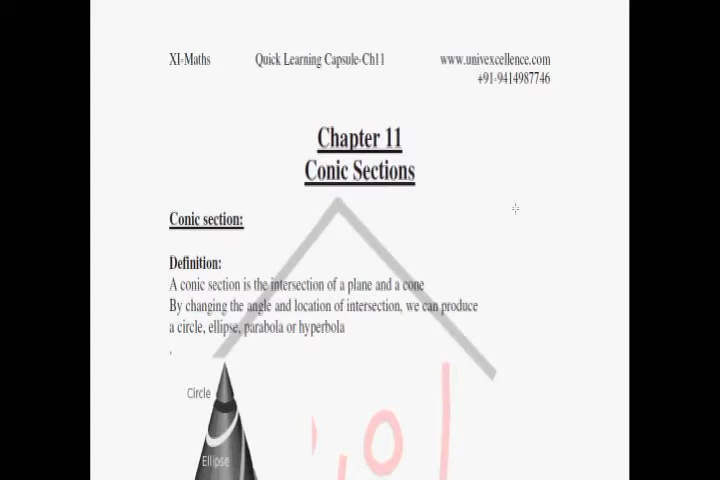 XI-Maths Quick Learning Capsule-Ch11 www.univexcellence.com
+91-9414987746
Chapter 11
Conic Sections
Conic section:
Definition:
A conic section is the intersection of a plane and a cone
By changing the angle and location of intersection, we can produce
a circle, ellipse, parabola or hyperbola
.
Circle
Ellipse